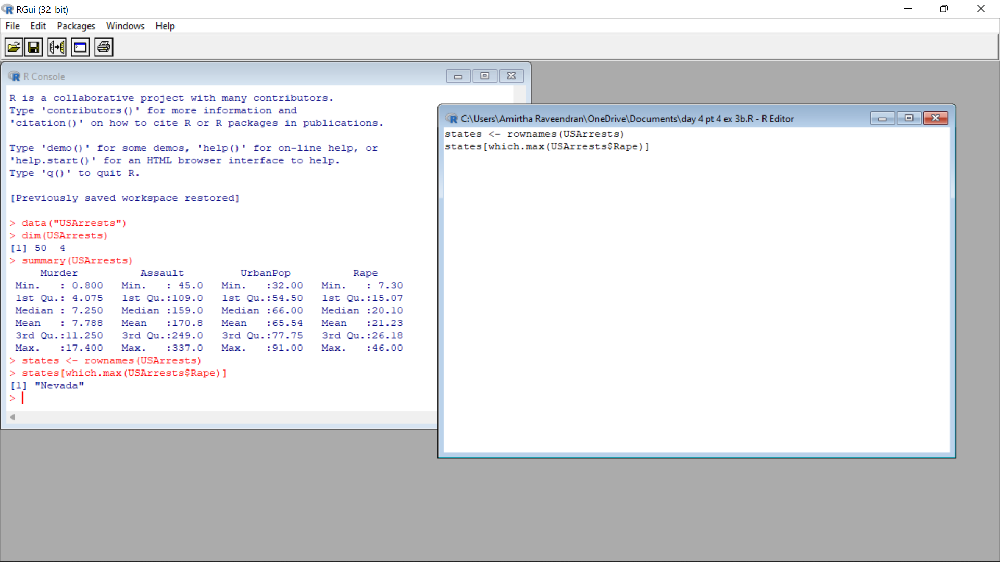 RGui (32-bit)
File Edit Packages Windows Help
R Console
R is a collaborative project with many contributors.
Type 'contributors()' for more information and
'citation()' on how to cite R or R packages in publications.
Type 'demo()' for some demos, 'help()' for on-line help, or
'help.start()' for an HTML browser interface to help.
Type 'q()' to quit R.
[Previously saved workspace restored]
> data("USArrests")
> dim(USArrests)
[1] 50  4
> summary(USArrests)
     Murder          Assault         UrbanPop          Rape
 Min.   : 0.800   Min.   : 45.0   Min.   :32.00   Min.   : 7.30
 1st Qu.: 4.075   1st Qu.:109.0   1st Qu.:54.50   1st Qu.:15.07
 Median : 7.250   Median :159.0   Median :66.00   Median :20.10
 Mean   : 7.788   Mean   :170.8   Mean   :65.54   Mean   :21.23
 3rd Qu.:11.250   3rd Qu.:249.0   3rd Qu.:77.75   3rd Qu.:26.18
 Max.   :17.400   Max.   :337.0   Max.   :91.00   Max.   :46.00
> states <- rownames(USArrests)
> states[which.max(USArrests$Rape)]
[1] "Nevada"
>
C:\Users\Amirtha Raveendran\OneDrive\Documents\day 4 pt 4 ex 3b.R - R Editor
states <- rownames(USArrests)
states[which.max(USArrests$Rape)]